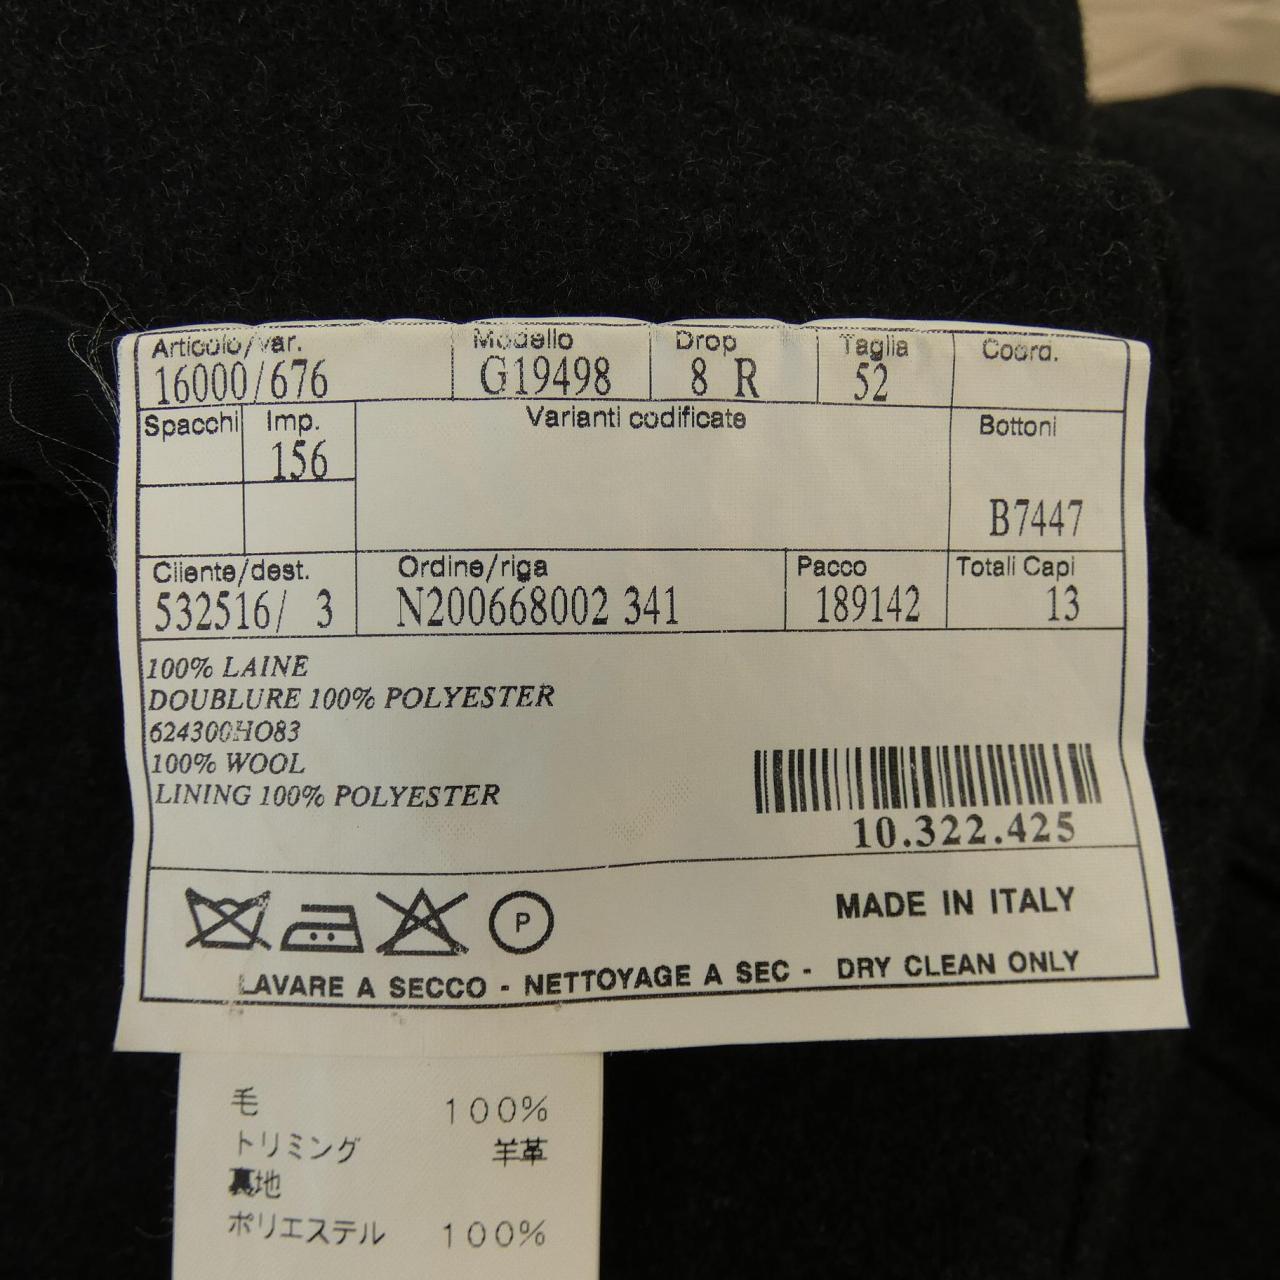 Articolo/var. Modello Drop Taglia Coord.
16000/676 G19498 8 R 52
Spacchi Imp. Varianti codificate Bottoni
156
B7447
Cliente/dest. Ordine/riga Pacco Totali Capi
532516/ 3 N200668002 341 189142 13
100% LAINE
DOUBLURE 100% POLYESTER
624300HO83
100% WOOL
LINING 100% POLYESTER
10.322.425
P
MADE IN ITALY
LAVARE A SECCO - NETTOYAGE A SEC - DRY CLEAN ONLY
毛 100%
トリミング 羊革
裏地
ポリエステル 100%